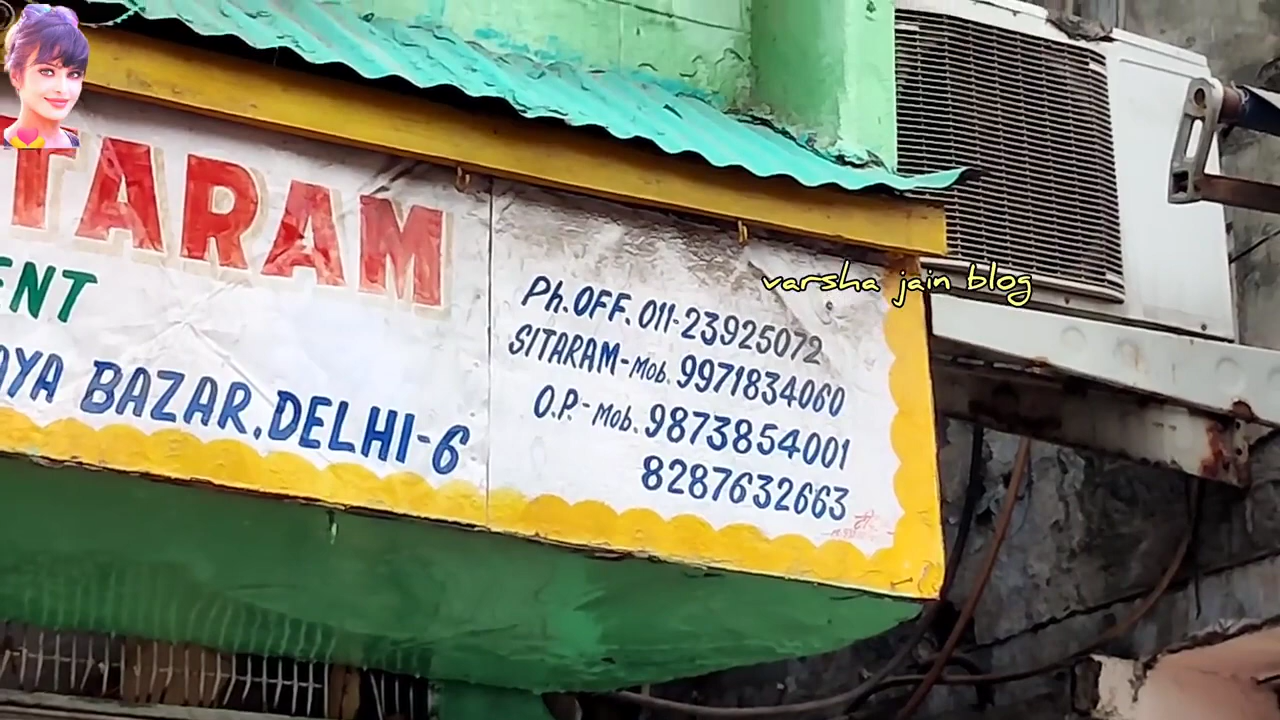 TARAM
ENT
AYA BAZAR, DELHI-6
Ph. OFF. 011-23925072
SITARAM-Mob. 9971834060
O.P.-Mob. 9873854001
8287632663
varsha jain blog